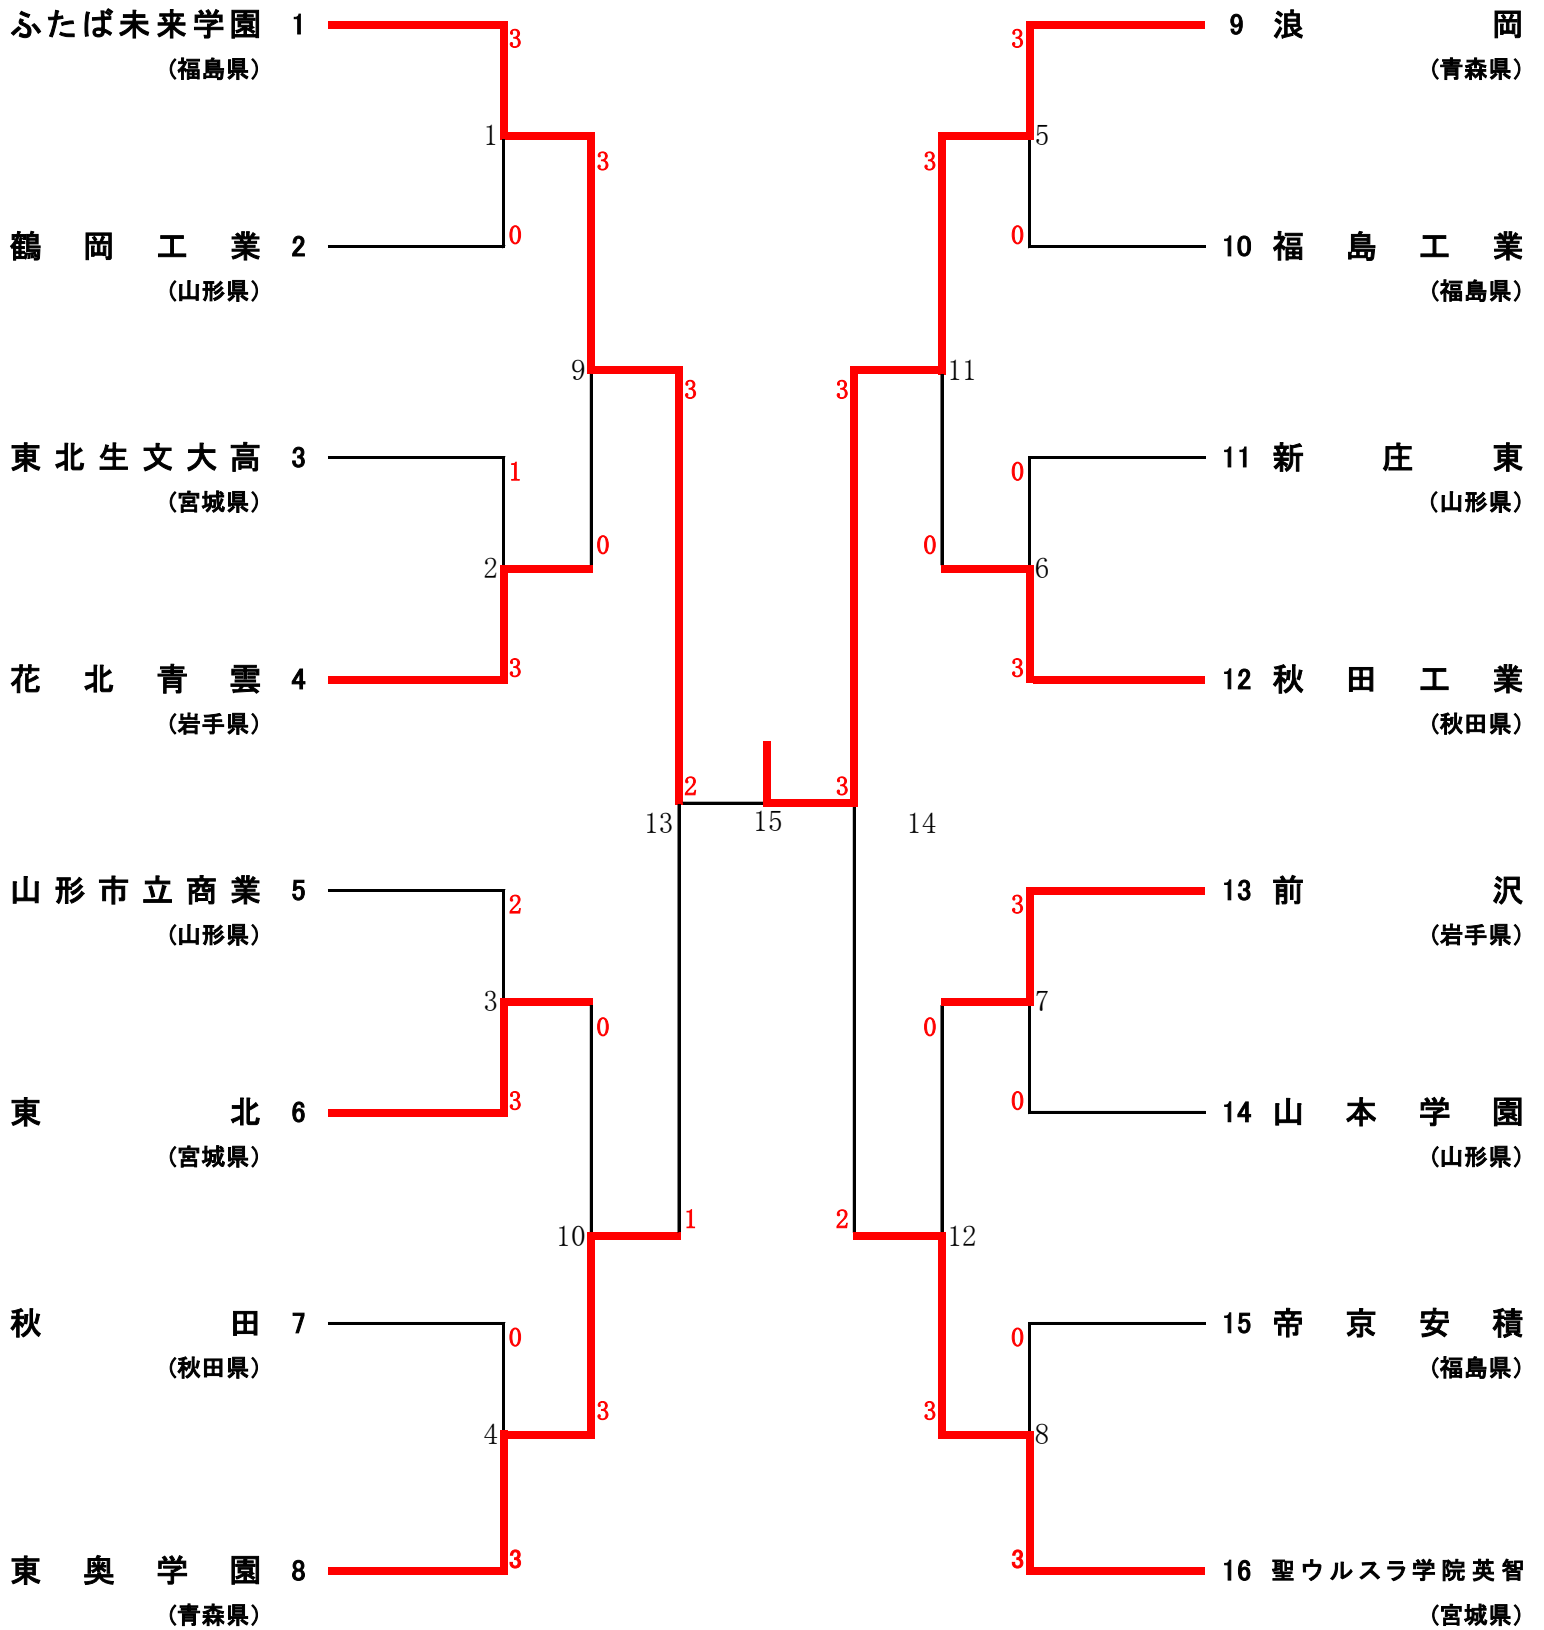 ふたば未来学園 1 3 3 9 浪岡
(福島県) (青森県)
1 5
3 3
鶴岡工業 2 0 0 10 福島工業
(山形県) (福島県)
9 11
3 3
東北生文大高 3 1 0 11 新庄東
(宮城県) (山形県)
0 0
2 6
花北青雲 4 3 3 12 秋田工業
(岩手県) (秋田県)
2 3
13 15 14
山形市立商業 5 2 3 13 前沢
(山形県) (岩手県)
3 7
0 0
東北 6 3 0 14 山本学園
(宮城県) (山形県)
1 2
10 12
秋田 7 0 0 15 帝京安積
(秋田県) (福島県)
3 3
4 8
東奥学園 8 3 3 16 聖ウルスラ学院英智
(青森県) (宮城県)